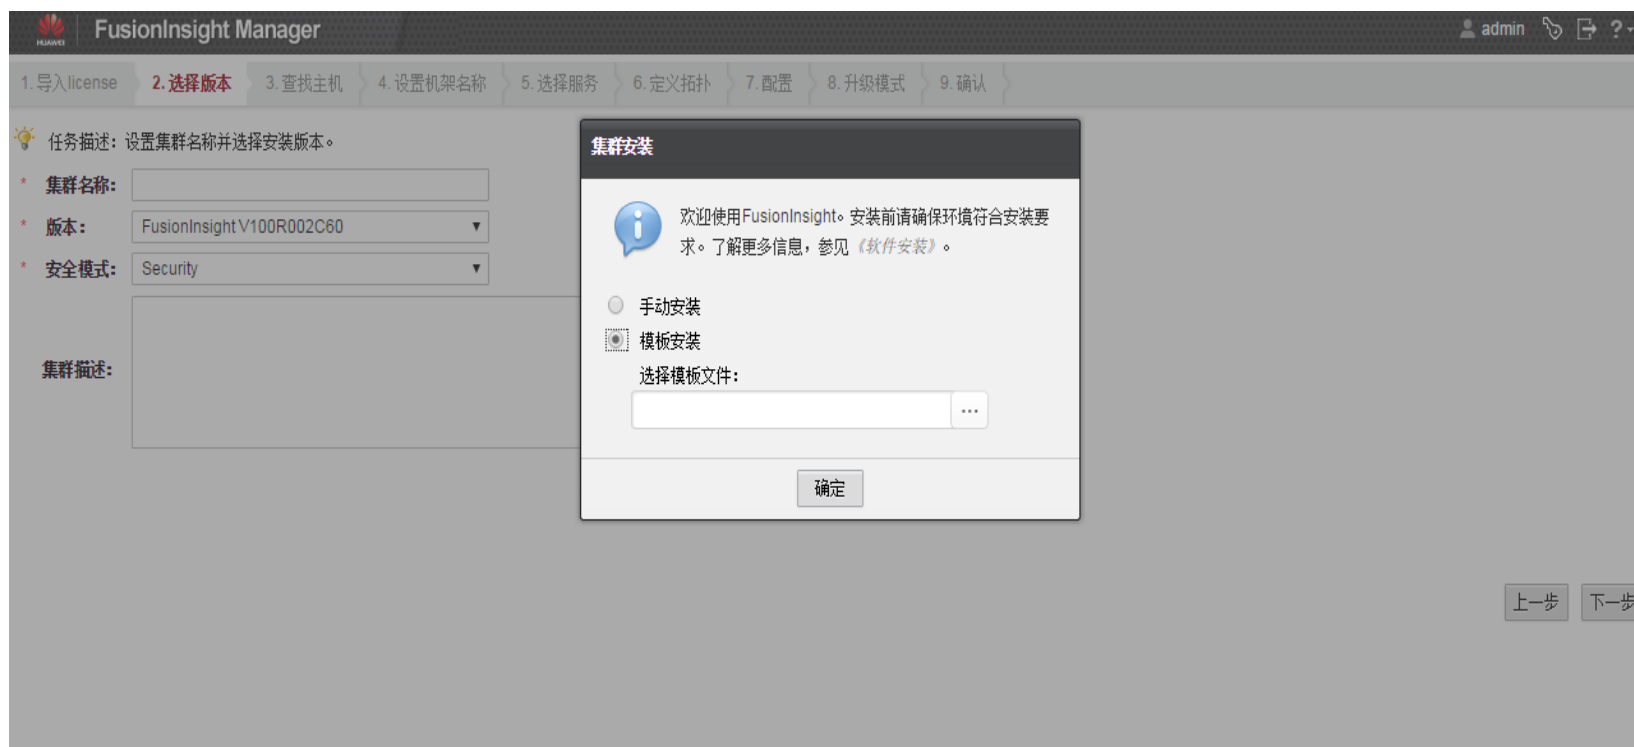 HUAWEI FusionInsight Manager admin ?
1.导入license 2.选择版本 3.查找主机 4.设置机架名称 5.选择服务 6.定义拓扑 7.配置 8.升级模式 9.确认
任务描述：设置集群名称并选择安装版本。
* 集群名称：
* 版本： FusionInsight V100R002C60
* 安全模式： Security
集群描述：
集群安装
欢迎使用FusionInsight。安装前请确保环境符合安装要
求。了解更多信息，参见《软件安装》。
手动安装
模板安装
选择模板文件：
...
确定
上一步 下一步